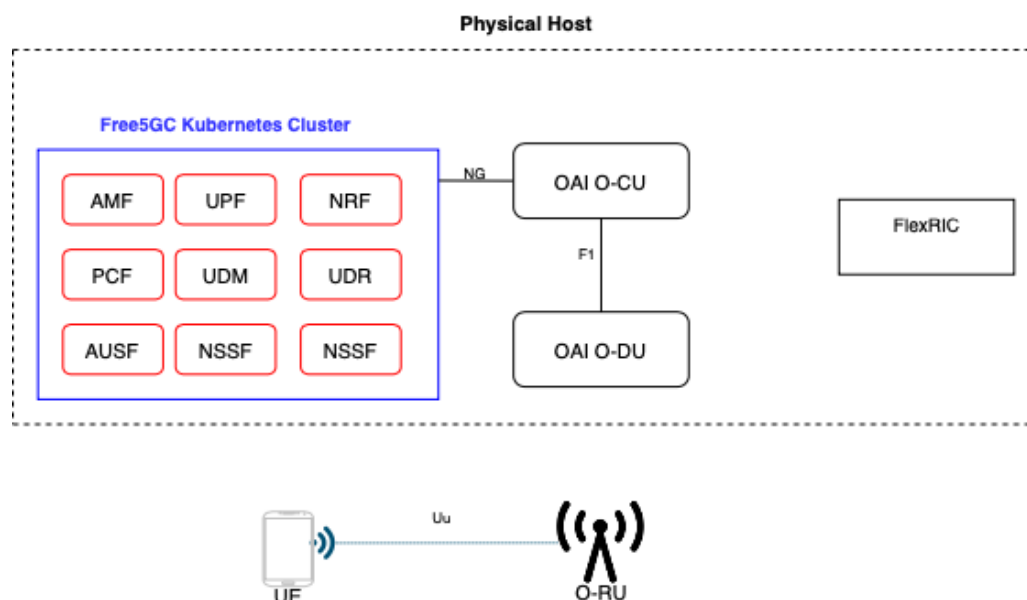 Physical Host
Free5GC Kubernetes Cluster
AMF
UPF
NRF
PCF
UDM
UDR
AUSF
NSSF
NSSF
NG
OAI O-CU
F1
OAI O-DU
FlexRIC
Uu
UE
O-RU